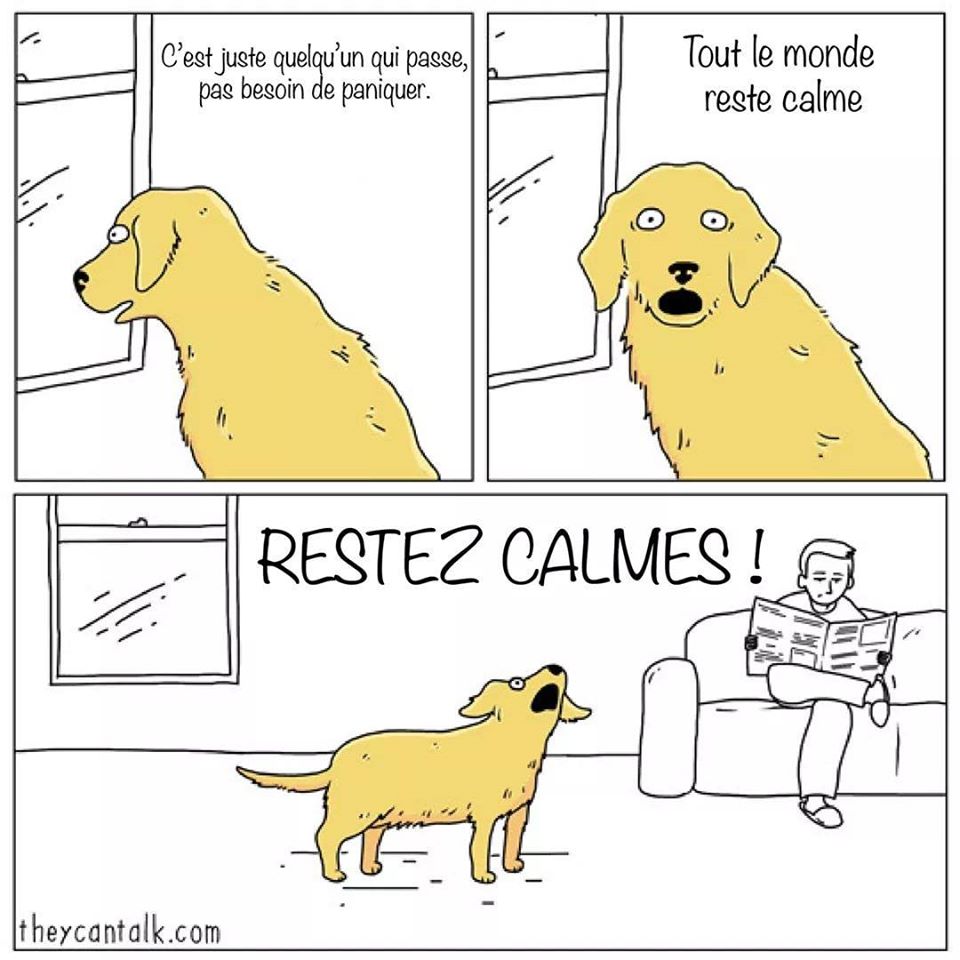 C'est juste quelqu'un qui passe,
pas besoin de paniquer.
Tout le monde
reste calme
RESTEZ CALMES !
theycantalk.com